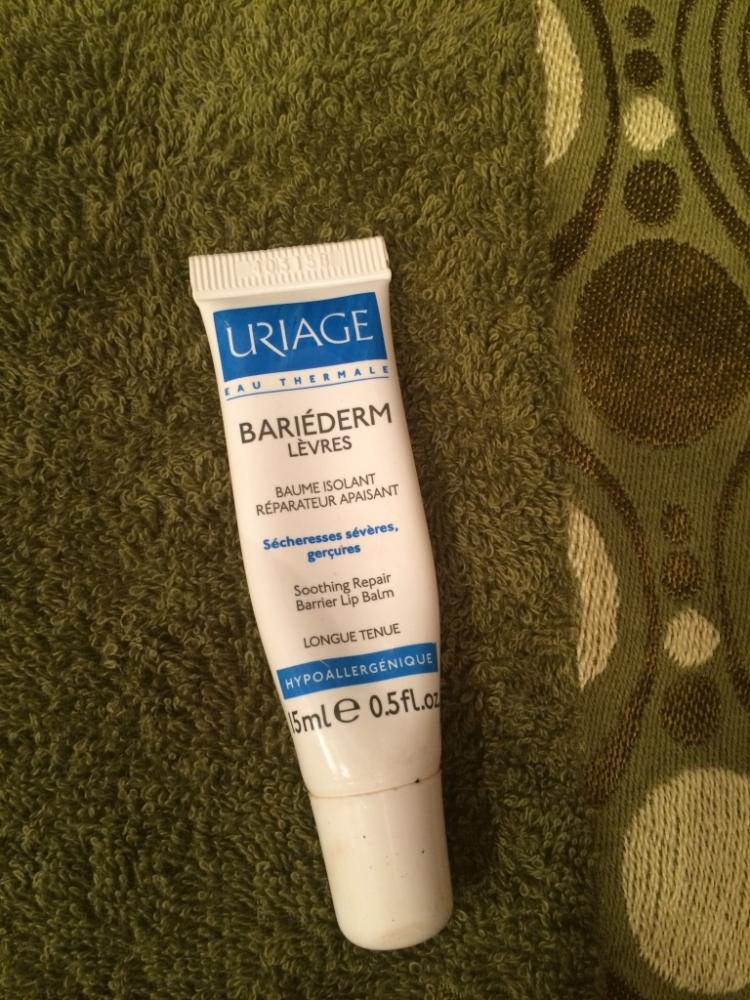 URIAGE
EAU THERMALE
BARIÉDERM
LÈVRES
BAUME ISOLANT
RÉPARATEUR APAISANT
Sécheresses sévères,
gerçures
Soothing Repair
Barrier Lip Balm
LONGUE TENUE
HYPOALLERGÉNIQUE
15ml e 0.5fl.oz